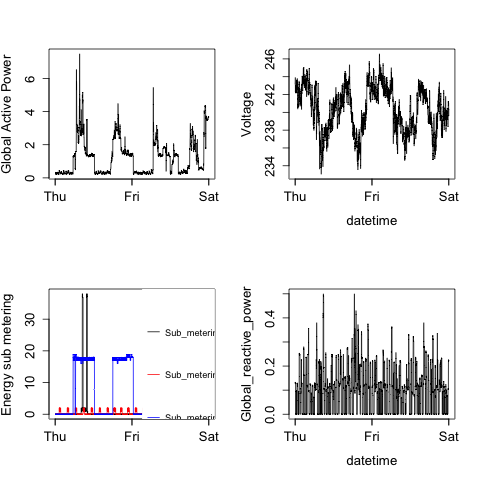 Global Active Power
0 2 4 6
Thu Fri Sat
Voltage
234 238 242 246
Thu Fri Sat
datetime
Energy sub metering
0 10 20 30
Sub_meterin
Sub_meterin
Sub_meterin
Thu Fri Sat
Global_reactive_power
0.0 0.2 0.4
Thu Fri Sat
datetime